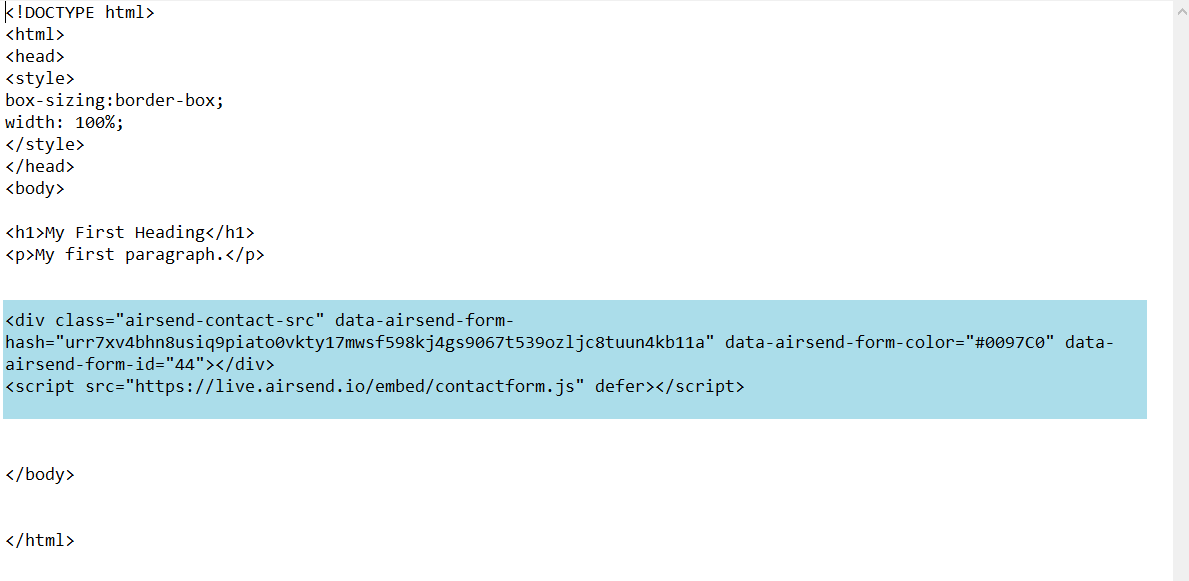 <!DOCTYPE html>
<html>
<head>
<style>
box-sizing:border-box;
width: 100%;
</style>
</head>
<body>
<h1>My First Heading</h1>
<p>My first paragraph.</p>
<div class="airsend-contact-src" data-airsend-form-
hash="urr7xv4bhn8usiq9piato0vkty17mwsf598kj4gs9067t539ozljc8tuun4kb11a" data-airsend-form-color="#0097C0" data-
airsend-form-id="44"></div>
<script src="https://live.airsend.io/embed/contactform.js" defer></script>
</body>
</html>